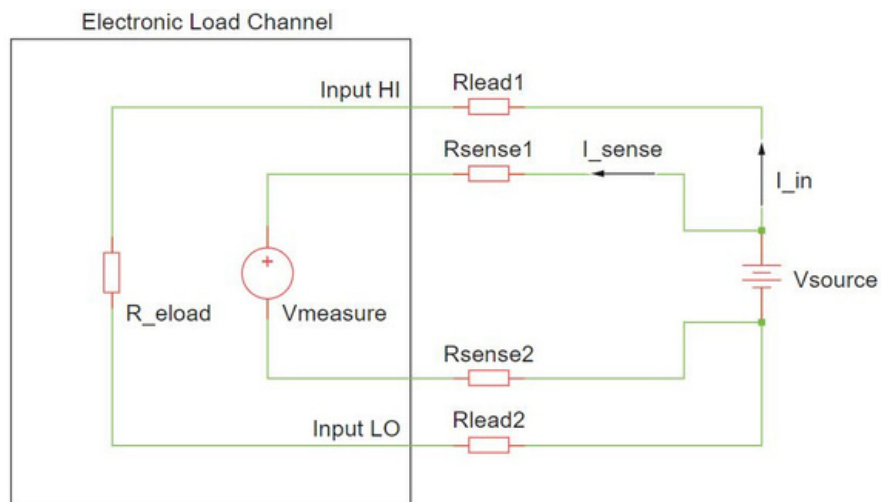 Electronic Load Channel
Input HI
Rlead1
Rsense1
I_sense
I_in
R_eload
Vmeasure
Vsource
Rsense2
Input LO
Rlead2